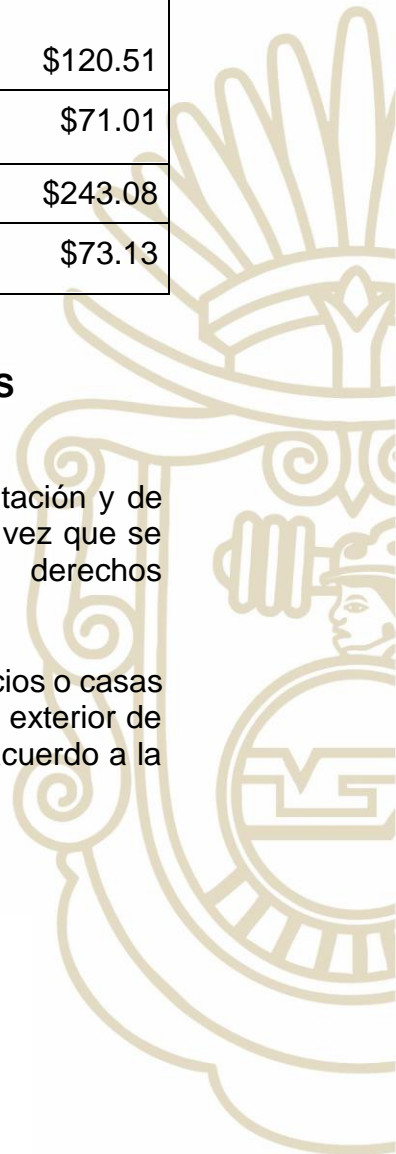 $120.51
$71.01
$243.08
$73.13
S
tación y de
vez que se
derechos
cios o casas
exterior de
cuerdo a la